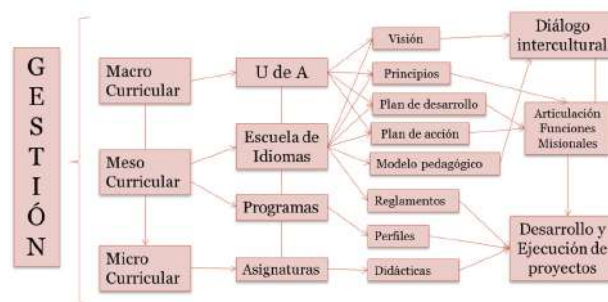 GESTIÓN
Macro
Curricular
Meso
Curricular
Micro
Curricular
U de A
Escuela de
Idiomas
Programas
Asignaturas
Visión
Principios
Plan de desarrollo
Plan de acción
Modelo pedagógico
Reglamentos
Perfiles
Didácticas
Diálogo
intercultural
Articulación
Funciones
Misionales
Desarrollo y
Ejecución de
proyectos